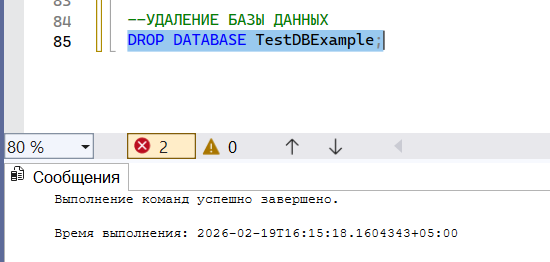 83
84 --УДАЛЕНИЕ БАЗЫ ДАННЫХ
85 DROP DATABASE TestDBExample;
80 % 2 0
Сообщения
Выполнение команд успешно завершено.
Время выполнения: 2026-02-19T16:15:18.1604343+05:00